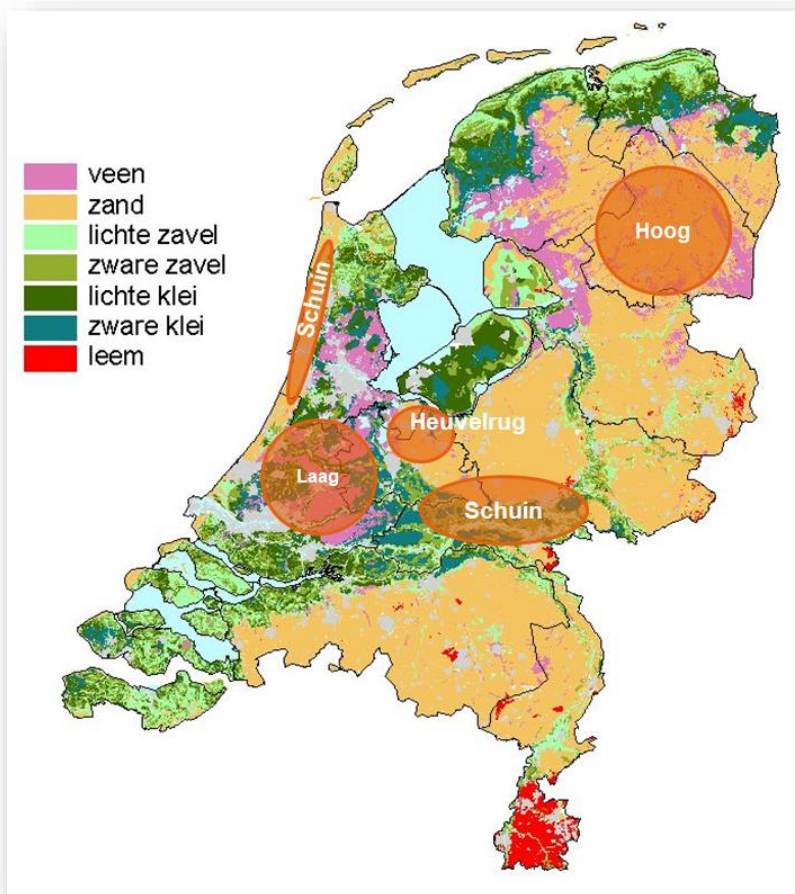 veen
zand
lichte zavel
zware zavel
lichte klei
zware klei
leem
Hoog
Schuin
Heuvelrug
Laag
Schuin